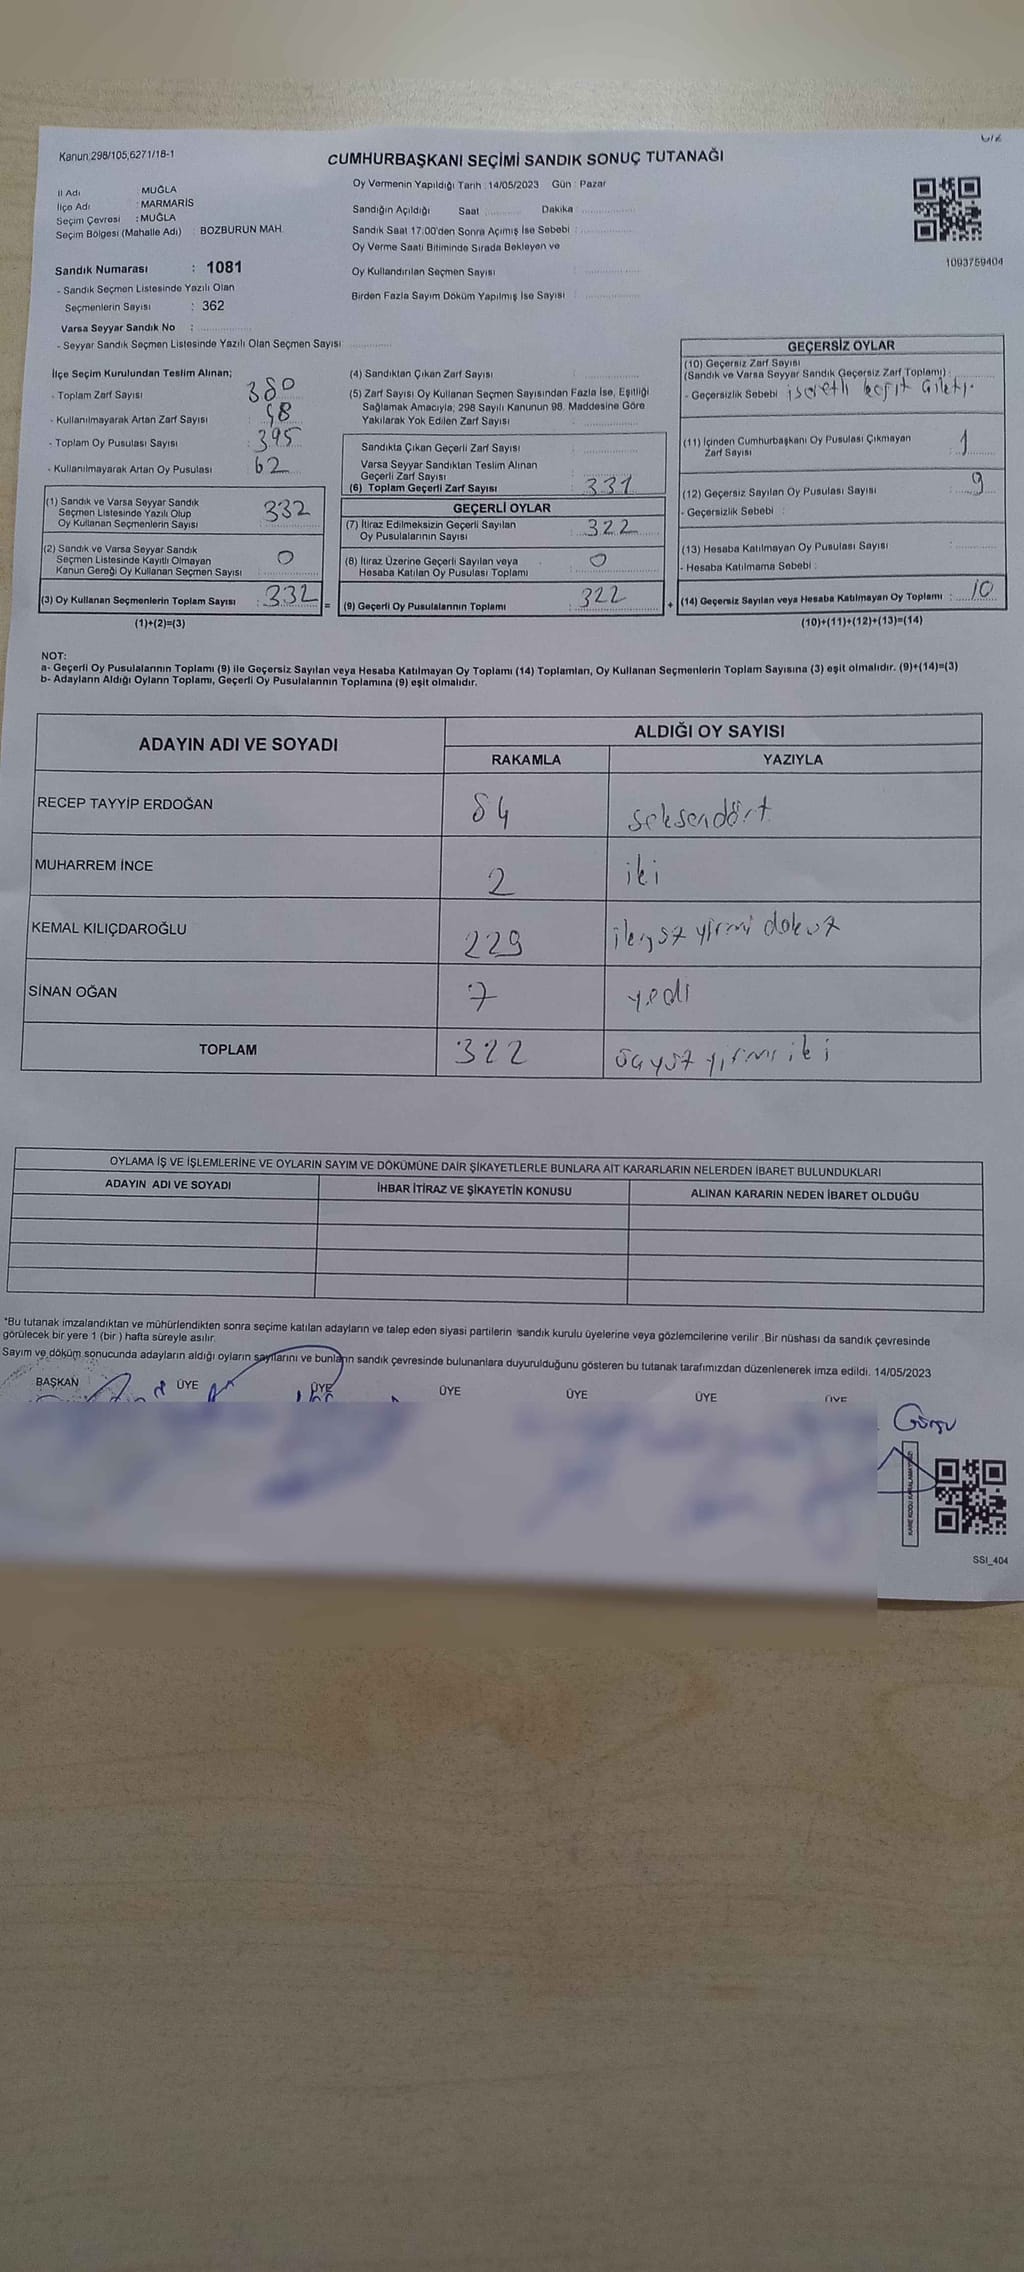 Kanun 298/105,6271/18-1
CUMHURBAŞKANI SEÇİMİ SANDIK SONUÇ TUTANAĞI
İl Adı MUĞLA
İlçe Adı : MARMARİS
Seçim Çevresi : MUĞLA
Seçim Bölgesi (Mahalle Adı) : BOZBURUN MAH.
Sandık Numarası : 1081
- Sandık Seçmen Listesinde Yazılı Olan
Seçmenlerin Sayısı : 362
Varsa Seyyar Sandık No :
- Seyyar Sandık Seçmen Listesinde Yazılı Olan Seçmen Sayısı
Oy Vermenin Yapıldığı Tarih : 14/05/2023 Gün : Pazar
Sandığın Açıldığı Saat Dakika
Sandık Saat 17.00'den Sonra Açımış İse Sebebi :
Oy Verme Saati Bitiminde Sırada Bekleyen ve
Oy Kullandırılan Seçmen Sayısı :
Birden Fazla Sayım Döküm Yapılmış İse Sayısı :
1093759404
İlçe Seçim Kurulundan Teslim Alınan;
- Toplam Zarf Sayısı : 380
- Kullanılmayarak Artan Zarf Sayısı : 48
- Toplam Oy Pusulası Sayısı : 395
- Kullanılmayarak Artan Oy Pusulası : 62
(1) Sandık ve Varsa Seyyar Sandık
Seçmen Listesinde Yazılı Olup
Oy Kullanan Seçmenlerin Sayısı : 332
(2) Sandık ve Varsa Seyyar Sandık
Seçmen Listesinde Kayıtlı Olmayan
Kanun Gereği Oy Kullanan Seçmen Sayısı : 0
(3) Oy Kullanan Seçmenlerin Toplam Sayısı : 332 =
(1)+(2)=(3)
(4) Sandıktan Çıkan Zarf Sayısı :
(5) Zarf Sayısı Oy Kullanan Seçmen Sayısından Fazla İse, Eşitliği
Sağlamak Amacıyla, 298 Sayılı Kanunun 98. Maddesine Göre
Yakılarak Yok Edilen Zarf Sayısı :
Sandıkta Çıkan Geçerli Zarf Sayısı :
Varsa Seyyar Sandıktan Teslim Alınan
Geçerli Zarf Sayısı :
(6) Toplam Geçerli Zarf Sayısı : 331
GEÇERLİ OYLAR
(7) İtiraz Edilmeksizin Geçerli Sayılan
Oy Pusulalarının Sayısı : 322
(8) İtiraz Üzerine Geçerli Sayılan veya
Hesaba Katılan Oy Pusulası Toplamı : 0
(9) Geçerli Oy Pusulalarının Toplamı : 322 +
GEÇERSİZ OYLAR
(10) Geçersiz Zarf Sayısı
(Sandık ve Varsa Seyyar Sandık Geçersiz Zarf Toplamı) :
- Geçersizlik Sebebi : işaretli
(11) İçinden Cumhurbaşkanı Oy Pusulası Çıkmayan
Zarf Sayısı : 1
(12) Geçersiz Sayılan Oy Pusulası Sayısı : 9
- Geçersizlik Sebebi :
(13) Hesaba Katılmayan Oy Pusulası Sayısı :
- Hesaba Katılmama Sebebi :
(14) Geçersiz Sayılan veya Hesaba Katılmayan Oy Toplamı : 10
(10)+(11)+(12)+(13)=(14)
NOT:
a- Geçerli Oy Pusulalarının Toplamı (9) ile Geçersiz Sayılan veya Hesaba Katılmayan Oy Toplamı (14) Toplamları, Oy Kullanan Seçmenlerin Toplam Sayısına (3) eşit olmalıdır. (9)+(14)=(3)
b- Adayların Aldığı Oyların Toplamı, Geçerli Oy Pusulalarının Toplamına (9) eşit olmalıdır.
ADAYIN ADI VE SOYADI ALDIĞI OY SAYISI
RAKAMLA YAZIYLA
RECEP TAYYİP ERDOĞAN 84 seksendört
MUHARREM İNCE 2 iki
KEMAL KILIÇDAROĞLU 229 ikiyüz yirmi dokuz
SİNAN OĞAN 7 yedi
TOPLAM 322 üçyüz yirmi iki
OYLAMA İŞ VE İŞLEMLERİNE VE OYLARIN SAYIM VE DÖKÜMÜNE DAİR ŞİKAYETLERLE BUNLARA AİT KARARLARIN NELERDEN İBARET BULUNDUKLARI
ADAYIN ADI VE SOYADI İHBAR İTİRAZ VE ŞİKAYETİN KONUSU ALINAN KARARIN NEDEN İBARET OLDUĞU
*Bu tutanak imzalandıktan ve mühürlendikten sonra seçime katılan adayların ve talep eden siyasi partilerin sandık kurulu üyelerine veya gözlemcilerine verilir. Bir nüshası da sandık çevresinde
görülecek bir yere 1 (bir ) hafta süreyle asılır.
Sayım ve döküm sonucunda adayların aldığı oyların sayılarını ve bunların sandık çevresinde bulunanlara duyurulduğunu gösteren bu tutanak tarafımızdan düzenlenerek imza edildi. 14/05/2023
BAŞKAN ÜYE ÜYE ÜYE ÜYE ÜYE ÜYE
KARE KODU KARALAMAYINIZ
SSI_404